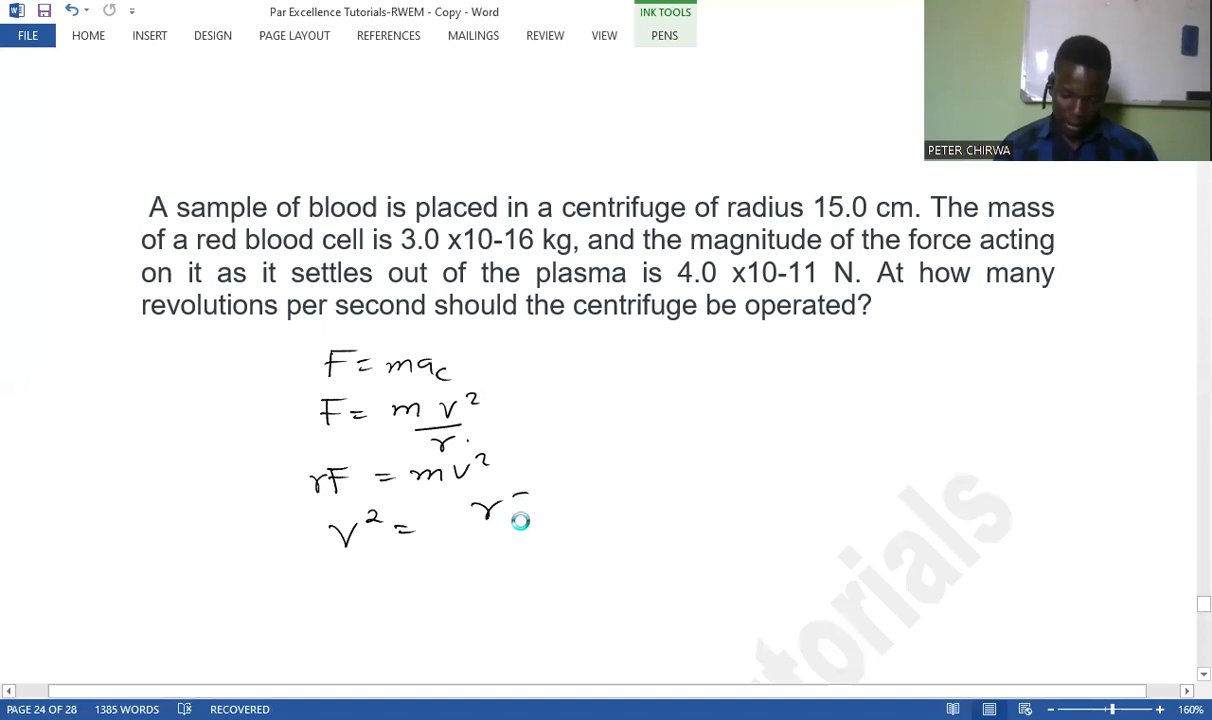 Par Excellence Tutorials-RWEM - Copy - Word
INK TOOLS
FILE HOME INSERT DESIGN PAGE LAYOUT REFERENCES MAILINGS REVIEW VIEW PENS
PETER CHIRWA
A sample of blood is placed in a centrifuge of radius 15.0 cm. The mass
of a red blood cell is 3.0 x10-16 kg, and the magnitude of the force acting
on it as it settles out of the plasma is 4.0 x10-11 N. At how many
revolutions per second should the centrifuge be operated?
F = ma_c
F = m v²
r
rF = mv²
v² = r
torials
PAGE 24 OF 28 1385 WORDS RECOVERED 160%